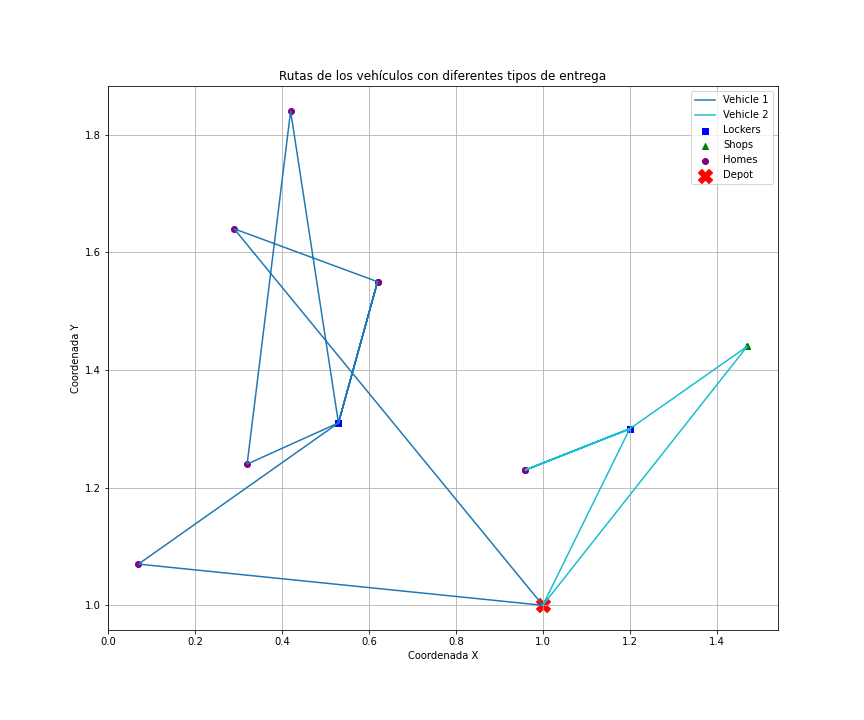 Rutas de los vehículos con diferentes tipos de entrega
Vehicle 1
Vehicle 2
Lockers
Shops
Homes
Depot
Coordenada Y
1.8
1.6
1.4
1.2
1.0
0.0 0.2 0.4 0.6 0.8 1.0 1.2 1.4
Coordenada X